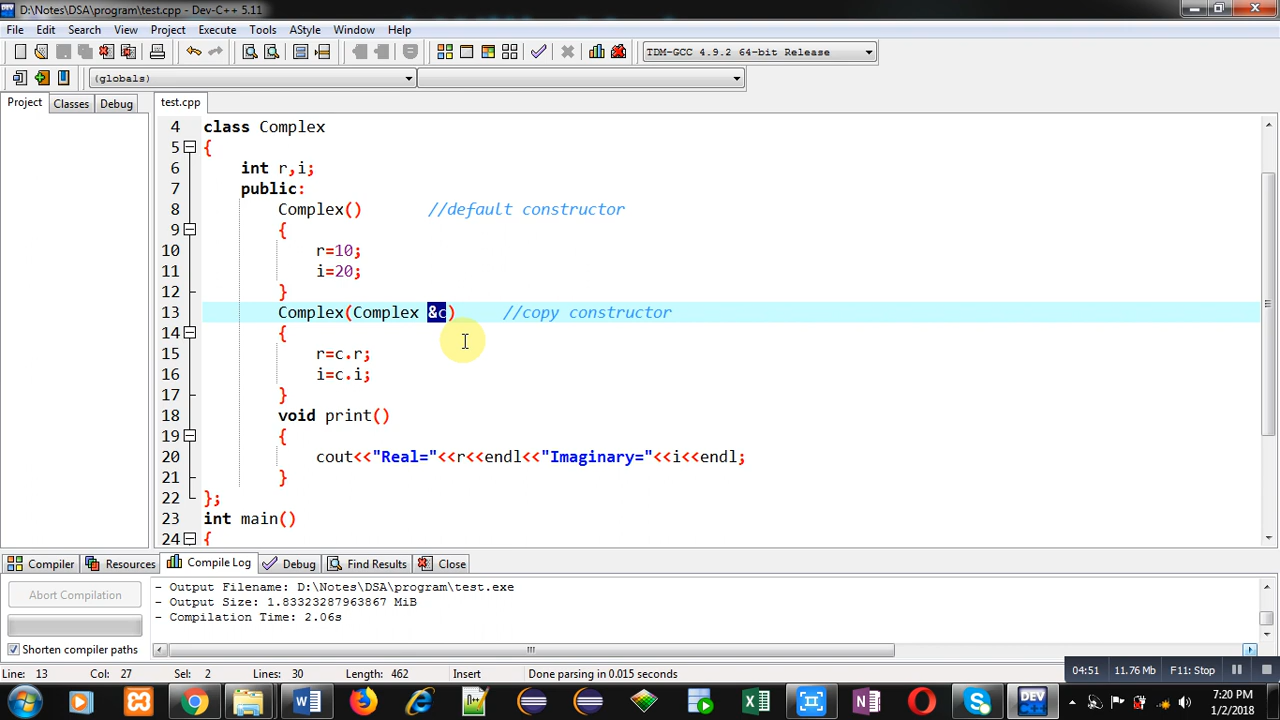 D:\Notes\DSA\program\test.cpp - Dev-C++ 5.11
File Edit Search View Project Execute Tools AStyle Window Help
TDM-GCC 4.9.2 64-bit Release
(globals)
Project Classes Debug test.cpp
4 class Complex
5 {
6 int r,i;
7 public:
8 Complex() //default constructor
9 {
10 r=10;
11 i=20;
12 }
13 Complex(Complex &c) //copy constructor
14 {
15 r=c.r;
16 i=c.i;
17 }
18 void print()
19 {
20 cout<<"Real="<<r<<endl<<"Imaginary="<<i<<endl;
21 }
22 };
23 int main()
24 {
Compiler Resources Compile Log Debug Find Results Close
Abort Compilation
Shorten compiler paths
- Output Filename: D:\Notes\DSA\program\test.exe
- Output Size: 1.83323287963867 MiB
- Compilation Time: 2.06s
Line: 13 Col: 27 Sel: 2 Lines: 30 Length: 462 Insert Done parsing in 0.015 seconds
04:51 11.76 Mb F11: Stop
DEV
7:20 PM
1/2/2018